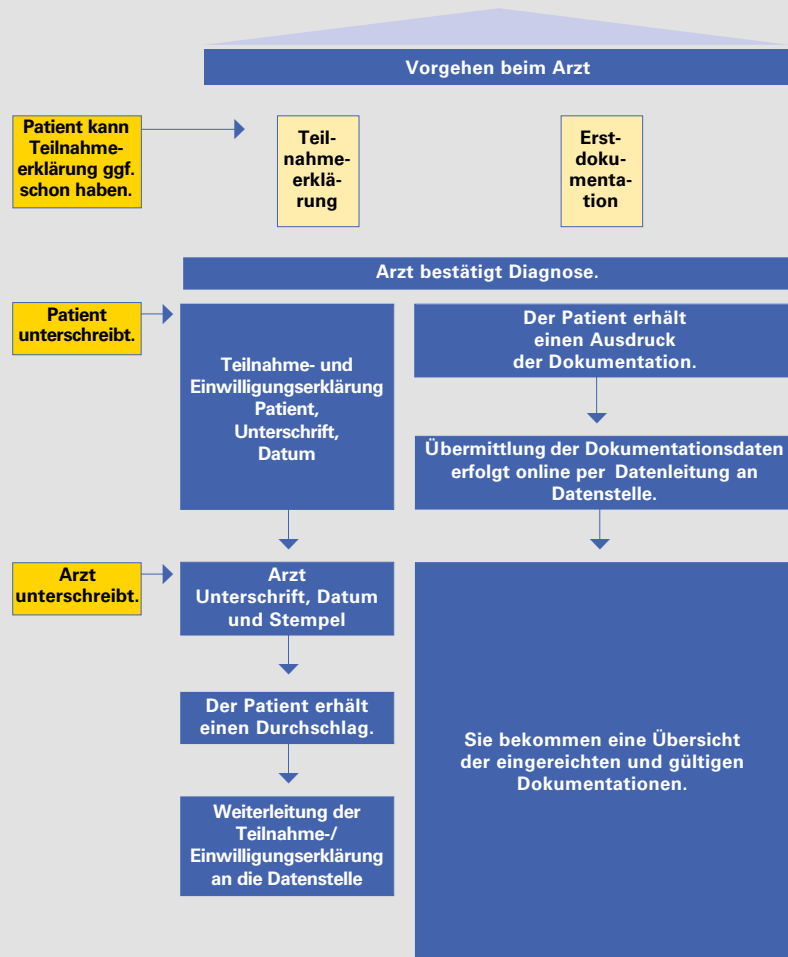 Vorgehen beim Arzt
Patient kann
Teilnahme-
erklärung ggf.
schon haben.
Teil-
nahme-
erklä-
rung
Erst-
doku-
menta-
tion
Arzt bestätigt Diagnose.
Patient
unterschreibt.
Teilnahme- und
Einwilligungserklärung
Patient,
Unterschrift,
Datum
Der Patient erhält
einen Ausdruck
der Dokumentation.
Übermittlung der Dokumentationsdaten
erfolgt online per Datenleitung an
Datenstelle.
Arzt
unterschreibt.
Arzt
Unterschrift, Datum
und Stempel
Der Patient erhält
einen Durchschlag.
Weiterleitung der
Teilnahme-/
Einwilligungserklärung
an die Datenstelle
Sie bekommen eine Übersicht
der eingereichten und gültigen
Dokumentationen.